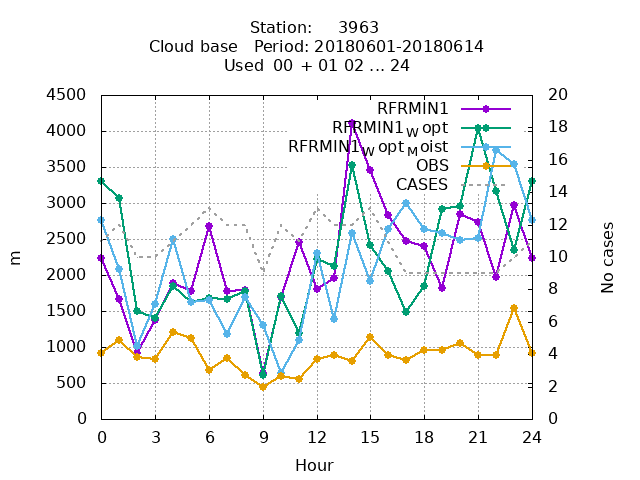 Station: 3963
Cloud base Period: 20180601-20180614
Used 00 + 01 02 ... 24
4500 20
RFRMIN1
4000 18
RFRMIN1_W opt
RFRMIN1_W opt_M oist
3500 16
OBS
CASES
3000 14
2500 12
2000 10
1500 8
1000 6
500 4
0 2
0
m
No cases
0 3 6 9 12 15 18 21 24
Hour